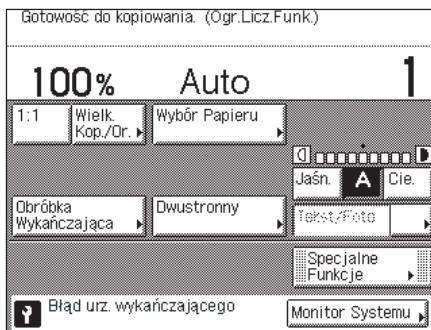 Gotowość do kopiowania. (Ogr.Licz.Funk.)
100% Auto 1
1:1 Wielk. Kop./Or. Wybór Papieru
Jaśn. A Cie.
Obróbka Wykańczająca Dwustronny Tekst/Foto
Specjalne Funkcje
Błąd urz. wykańczającego Monitor Systemu